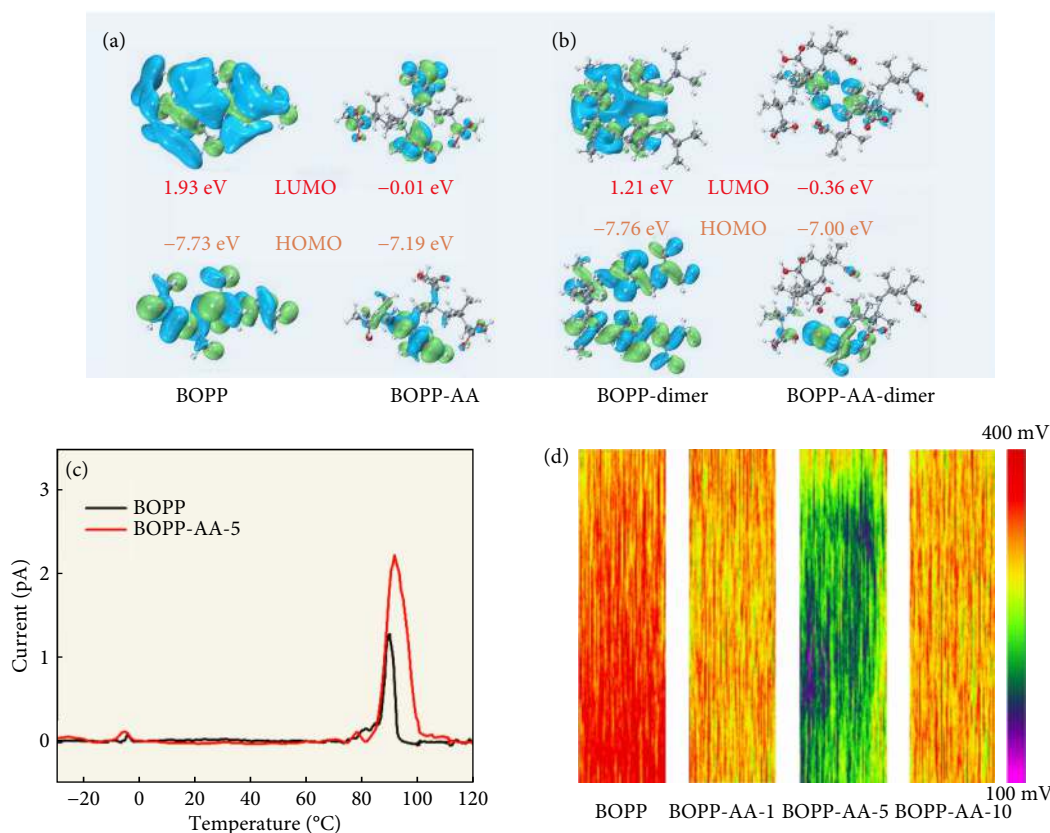 (a)
(b)
1.93 eV LUMO −0.01 eV
1.21 eV LUMO −0.36 eV
−7.73 eV HOMO −7.19 eV
−7.76 eV HOMO −7.00 eV
BOPP BOPP-AA BOPP-dimer BOPP-AA-dimer
(c)
BOPP
BOPP-AA-5
Current (pA)
3
2
1
0
−20 0 20 40 60 80 100 120
Temperature (°C)
(d)
400 mV
100 mV
BOPP BOPP-AA-1 BOPP-AA-5 BOPP-AA-10